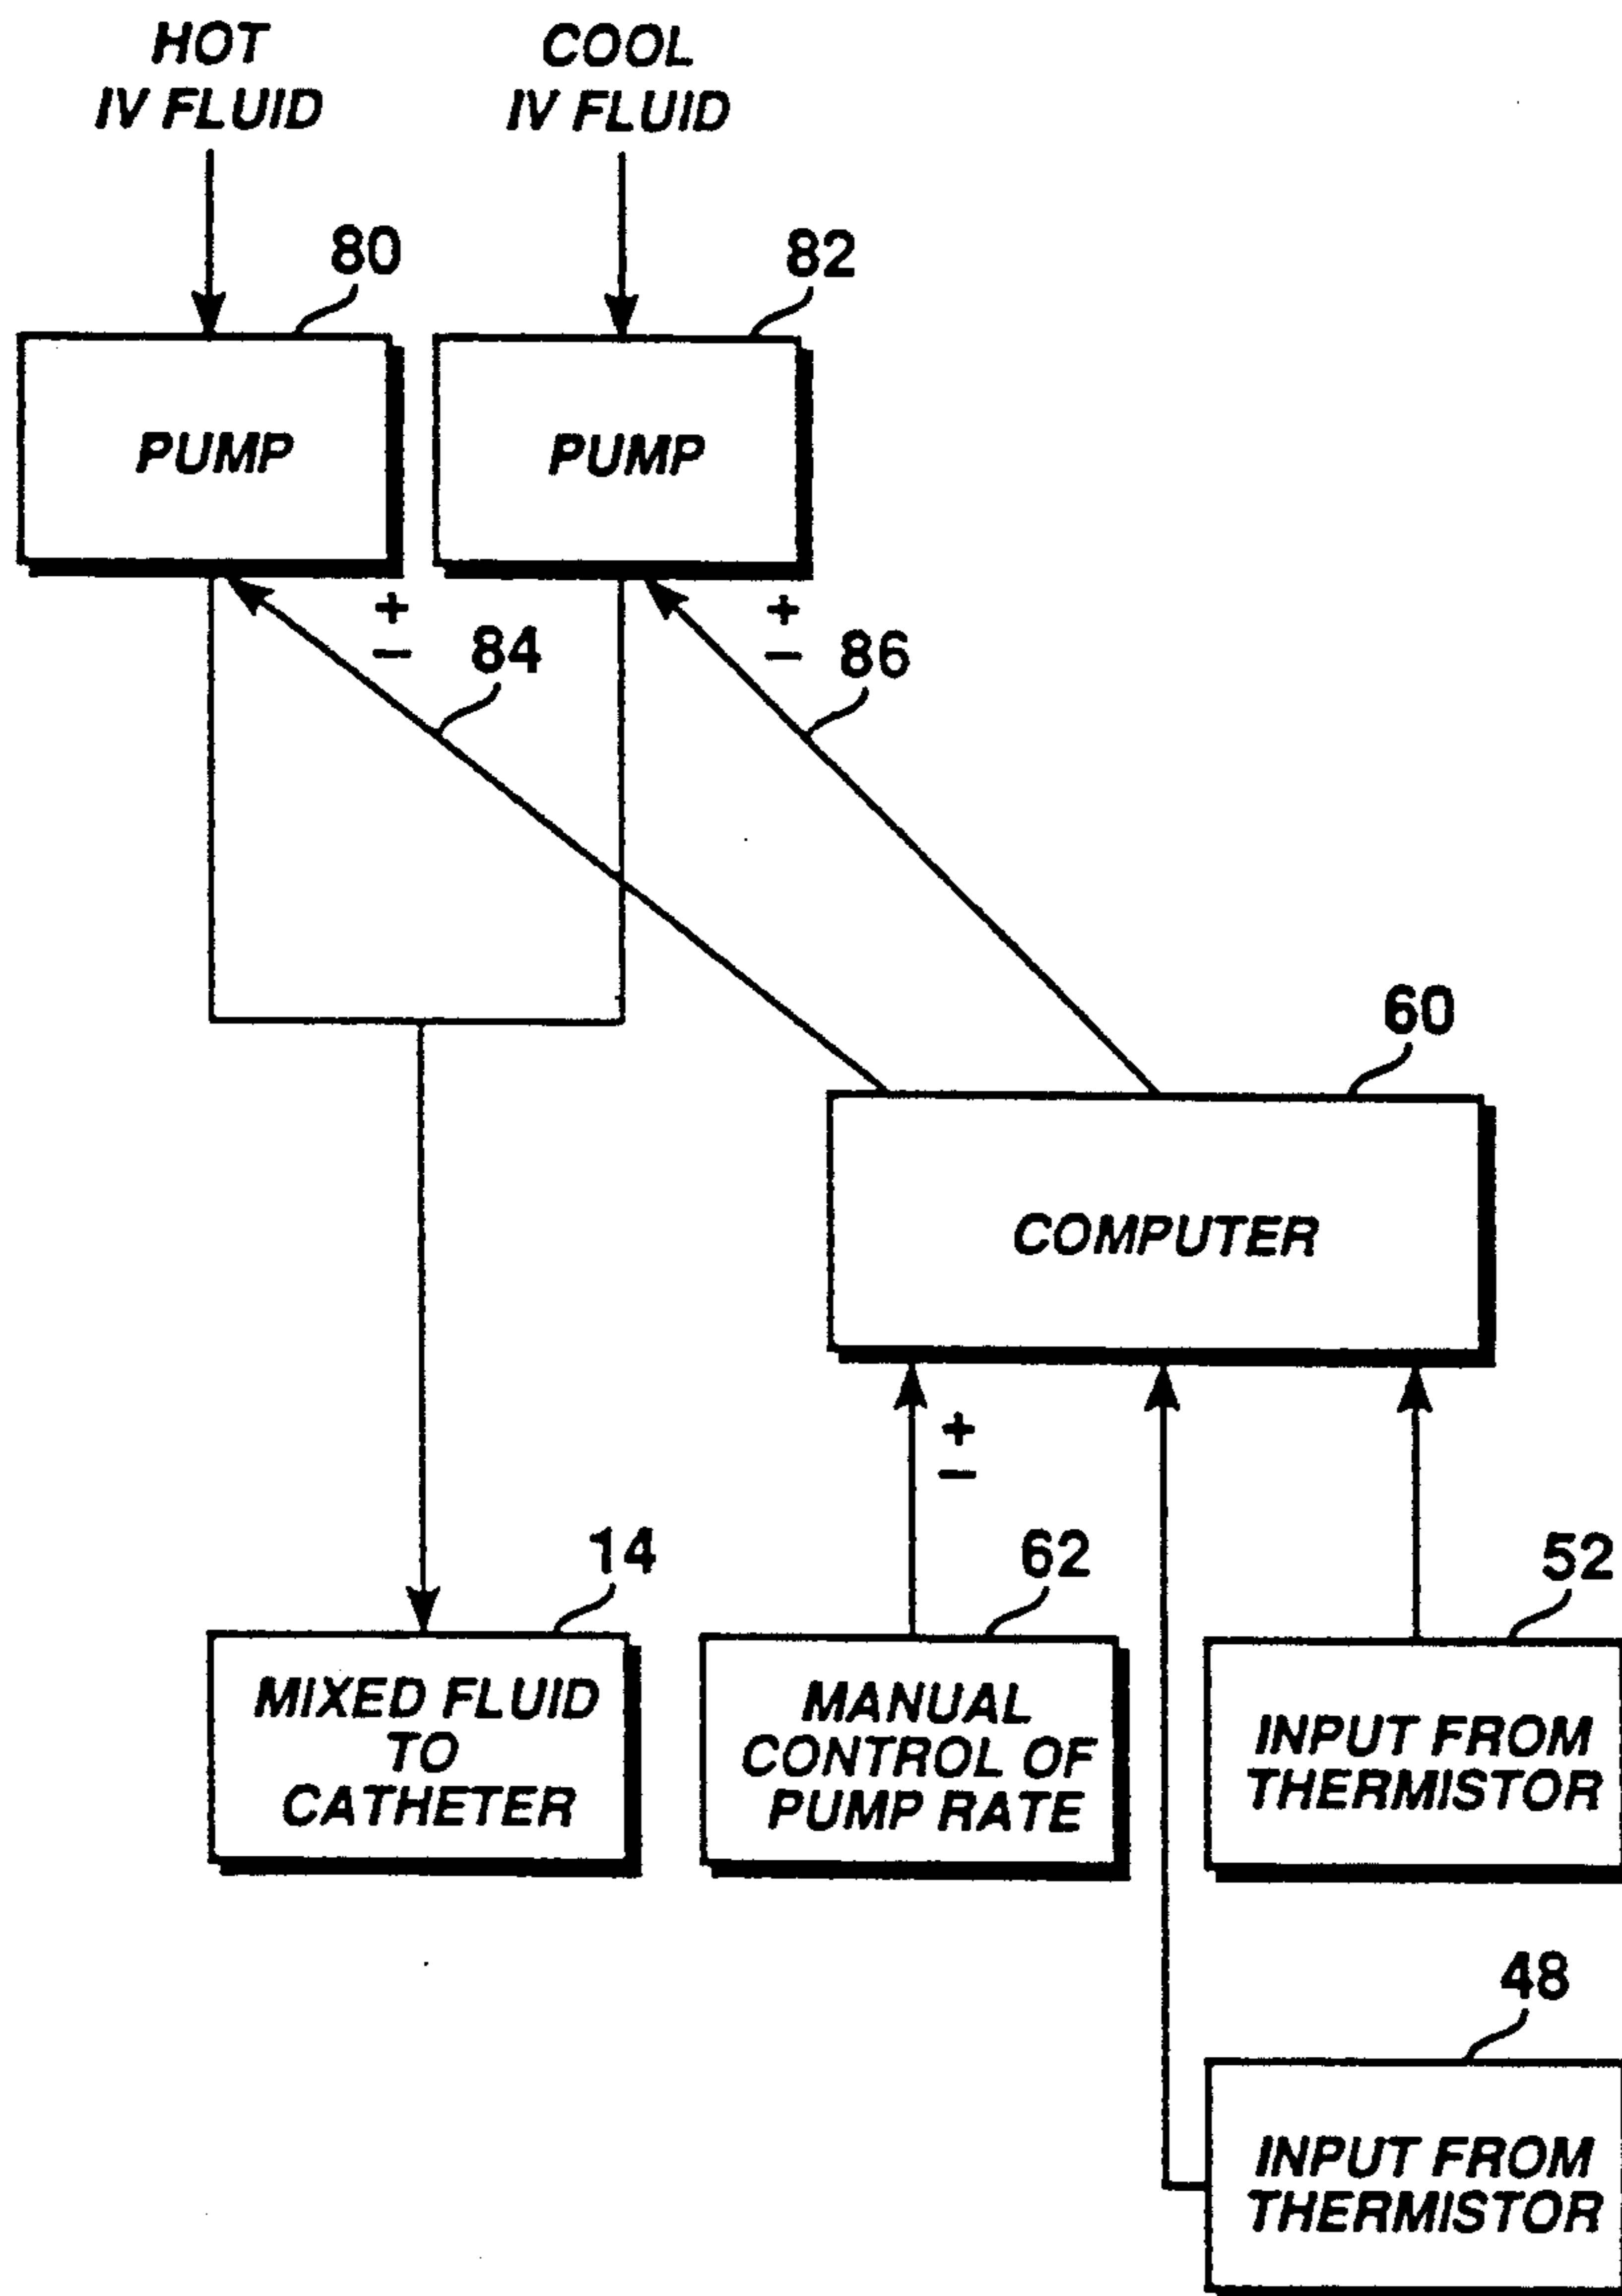 HOT
IV FLUID
COOL
IV FLUID
80
82
PUMP
PUMP
+
−
84
+
−
86
60
COMPUTER
+
−
14
62
52
MIXED FLUID
TO
CATHETER
MANUAL
CONTROL OF
PUMP RATE
INPUT FROM
THERMISTOR
48
INPUT FROM
THERMISTOR